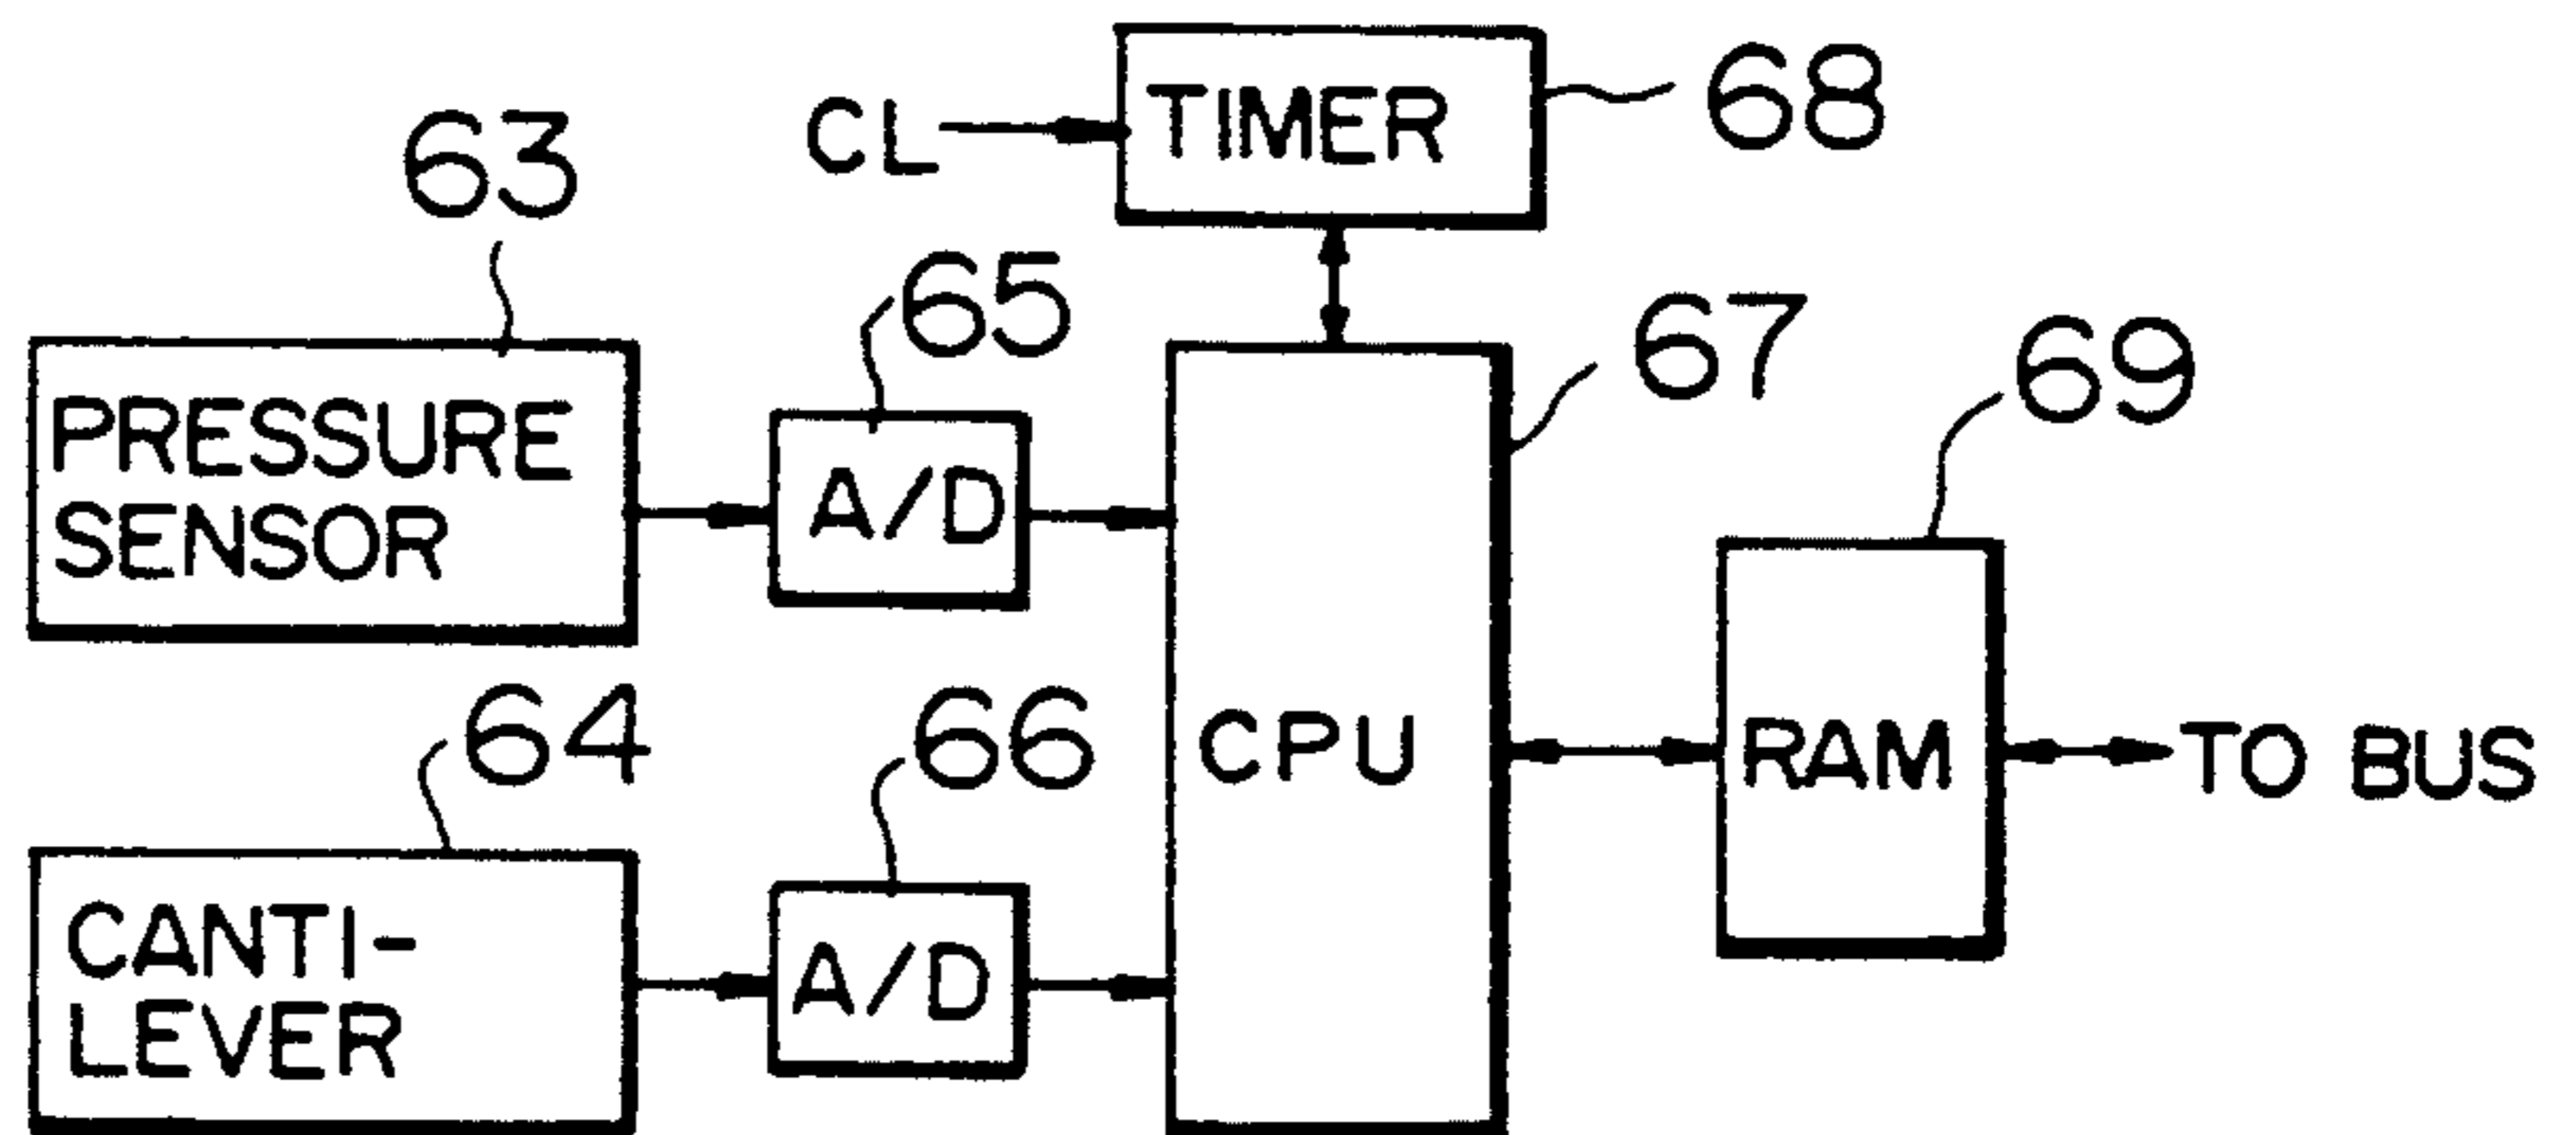 CL
TIMER
68
63
65
67
69
PRESSURE
SENSOR
A/D
64
66
CPU
RAM
TO BUS
CANTI-
LEVER
A/D